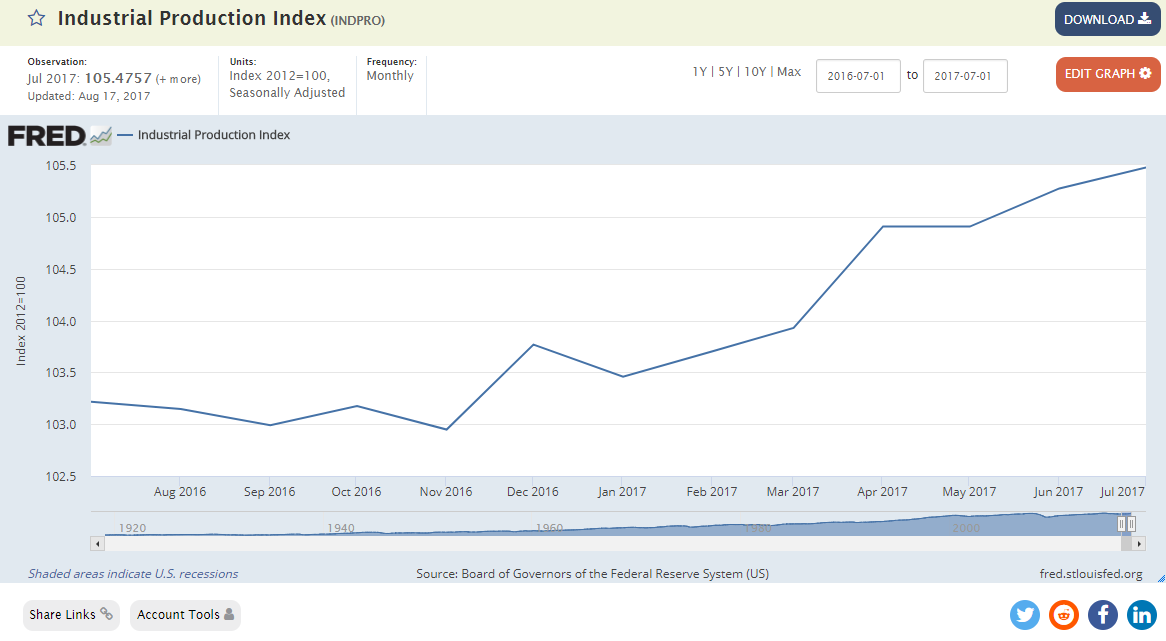 Industrial Production Index (INDPRO)
DOWNLOAD
Observation:
Jul 2017: 105.4757 (+ more)
Updated: Aug 17, 2017
Units:
Index 2012=100,
Seasonally Adjusted
Frequency:
Monthly
1Y | 5Y | 10Y | Max
2016-07-01 to 2017-07-01
EDIT GRAPH
FRED
Industrial Production Index
105.5
105.0
104.5
104.0
103.5
103.0
102.5
Index 2012=100
Aug 2016 Sep 2016 Oct 2016 Nov 2016 Dec 2016 Jan 2017 Feb 2017 Mar 2017 Apr 2017 May 2017 Jun 2017 Jul 2017
1920 1940 1960 1980 2000
Shaded areas indicate U.S. recessions
Source: Board of Governors of the Federal Reserve System (US)
fred.stlouisfed.org
Share Links
Account Tools